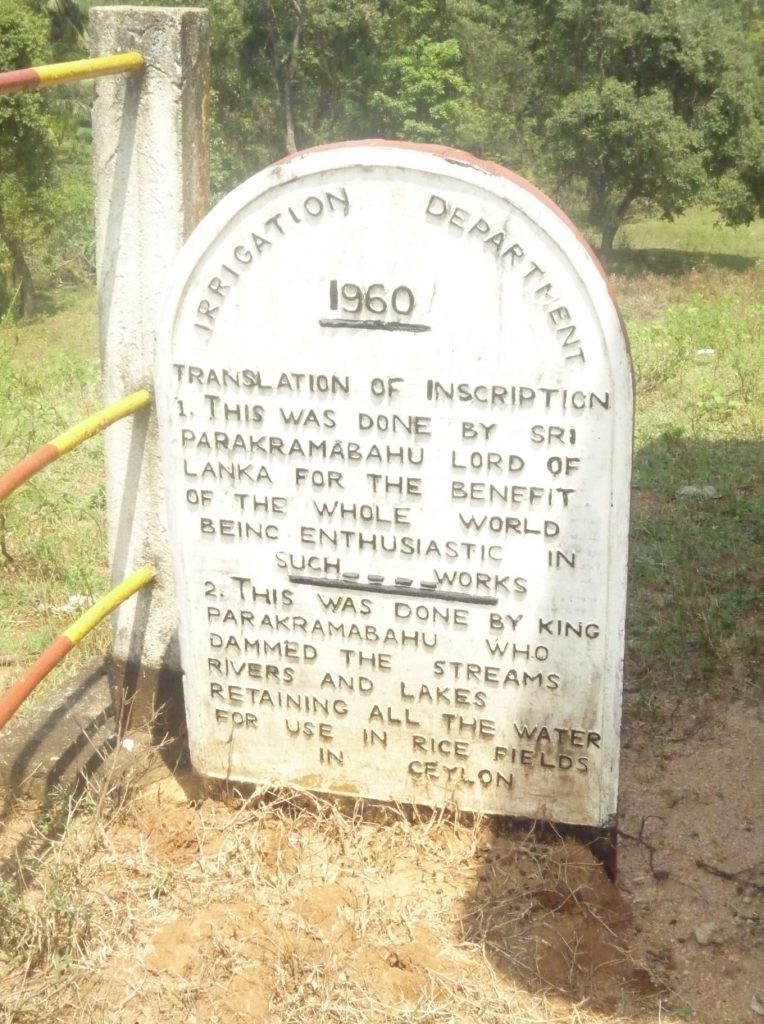 IRRIGATION DEPARTMENT
1960
TRANSLATION OF INSCRIPTION
1. THIS WAS DONE BY SRI
PARAKRAMABAHU LORD OF
LANKA FOR THE BENEFIT
OF THE WHOLE WORLD
BEING ENTHUSIASTIC IN
SUCH____WORKS
2. THIS WAS DONE BY KING
PARAKRAMABAHU WHO
DAMMED THE STREAMS
RIVERS AND LAKES
RETAINING ALL THE WATER
FOR USE IN RICE FIELDS
IN CEYLON